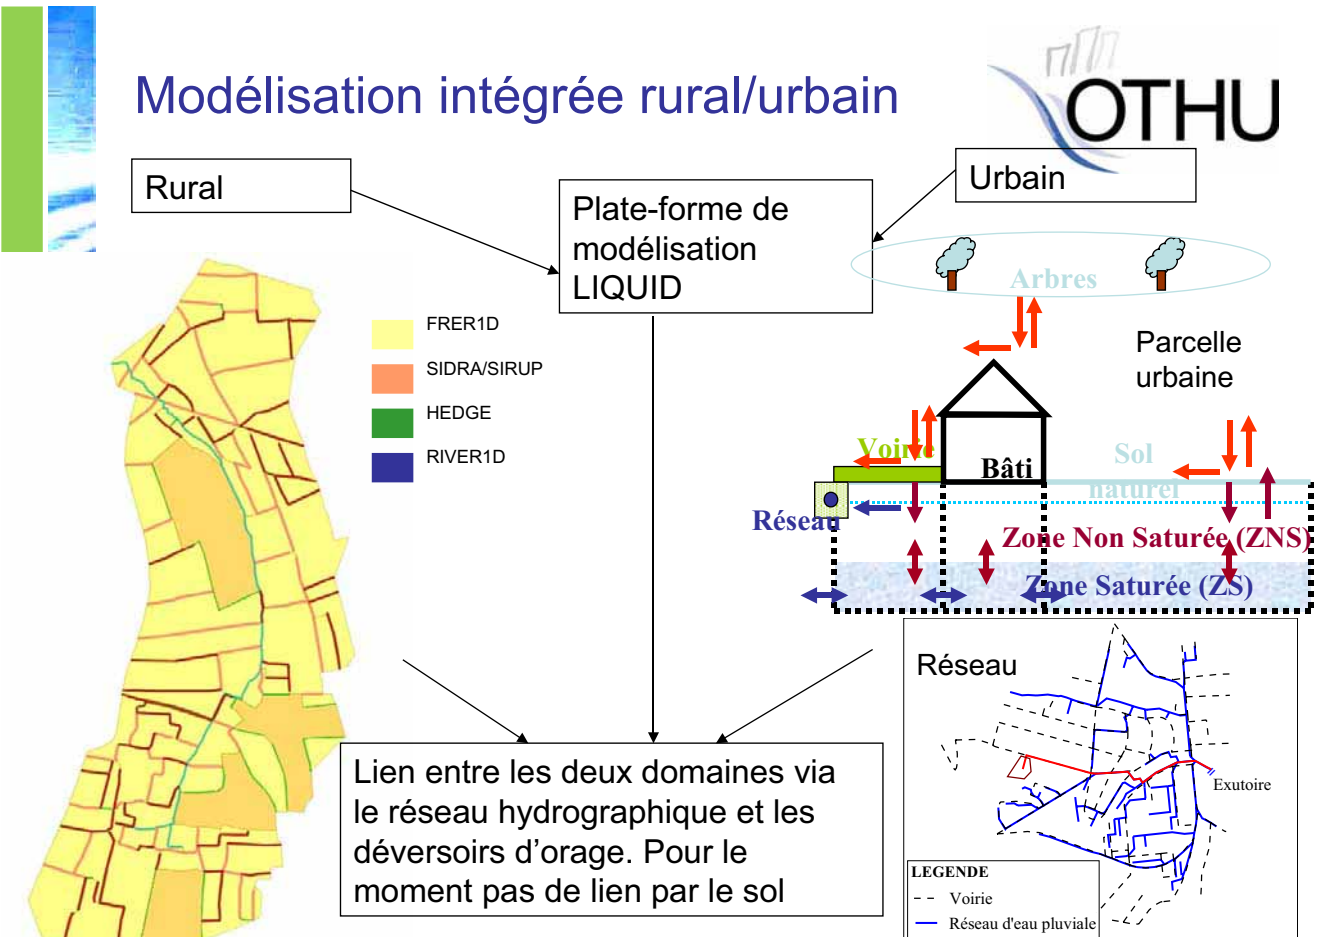 Modélisation intégrée rural/urbain
OTHU
Rural
Plate-forme de
modélisation
LIQUID
Urbain
Arbres
FRER1D
SIDRA/SIRUP
HEDGE
RIVER1D
Parcelle
urbaine
Voirie
Bâti
Sol
naturel
Réseau
Zone Non Saturée (ZNS)
Zone Saturée (ZS)
Réseau
Exutoire
LEGENDE
Voirie
Réseau d'eau pluviale
Lien entre les deux domaines via
le réseau hydrographique et les
déversoirs d'orage. Pour le
moment pas de lien par le sol